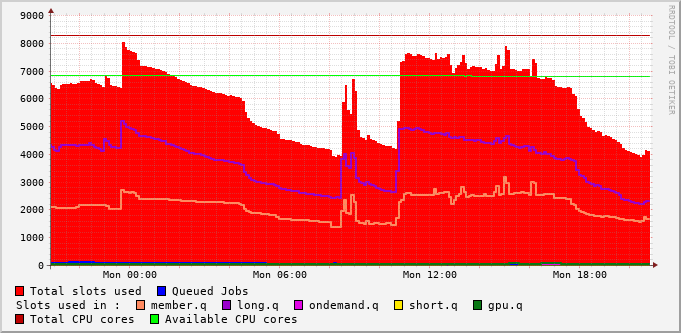 9000
8000
7000
6000
5000
4000
3000
2000
1000
0
Mon 00:00 Mon 06:00 Mon 12:00 Mon 18:00
Total slots used Queued Jobs
Slots used in : member.q long.q ondemand.q short.q gpu.q
Total CPU cores Available CPU cores
RRDTOOL / TOBI OETIKER